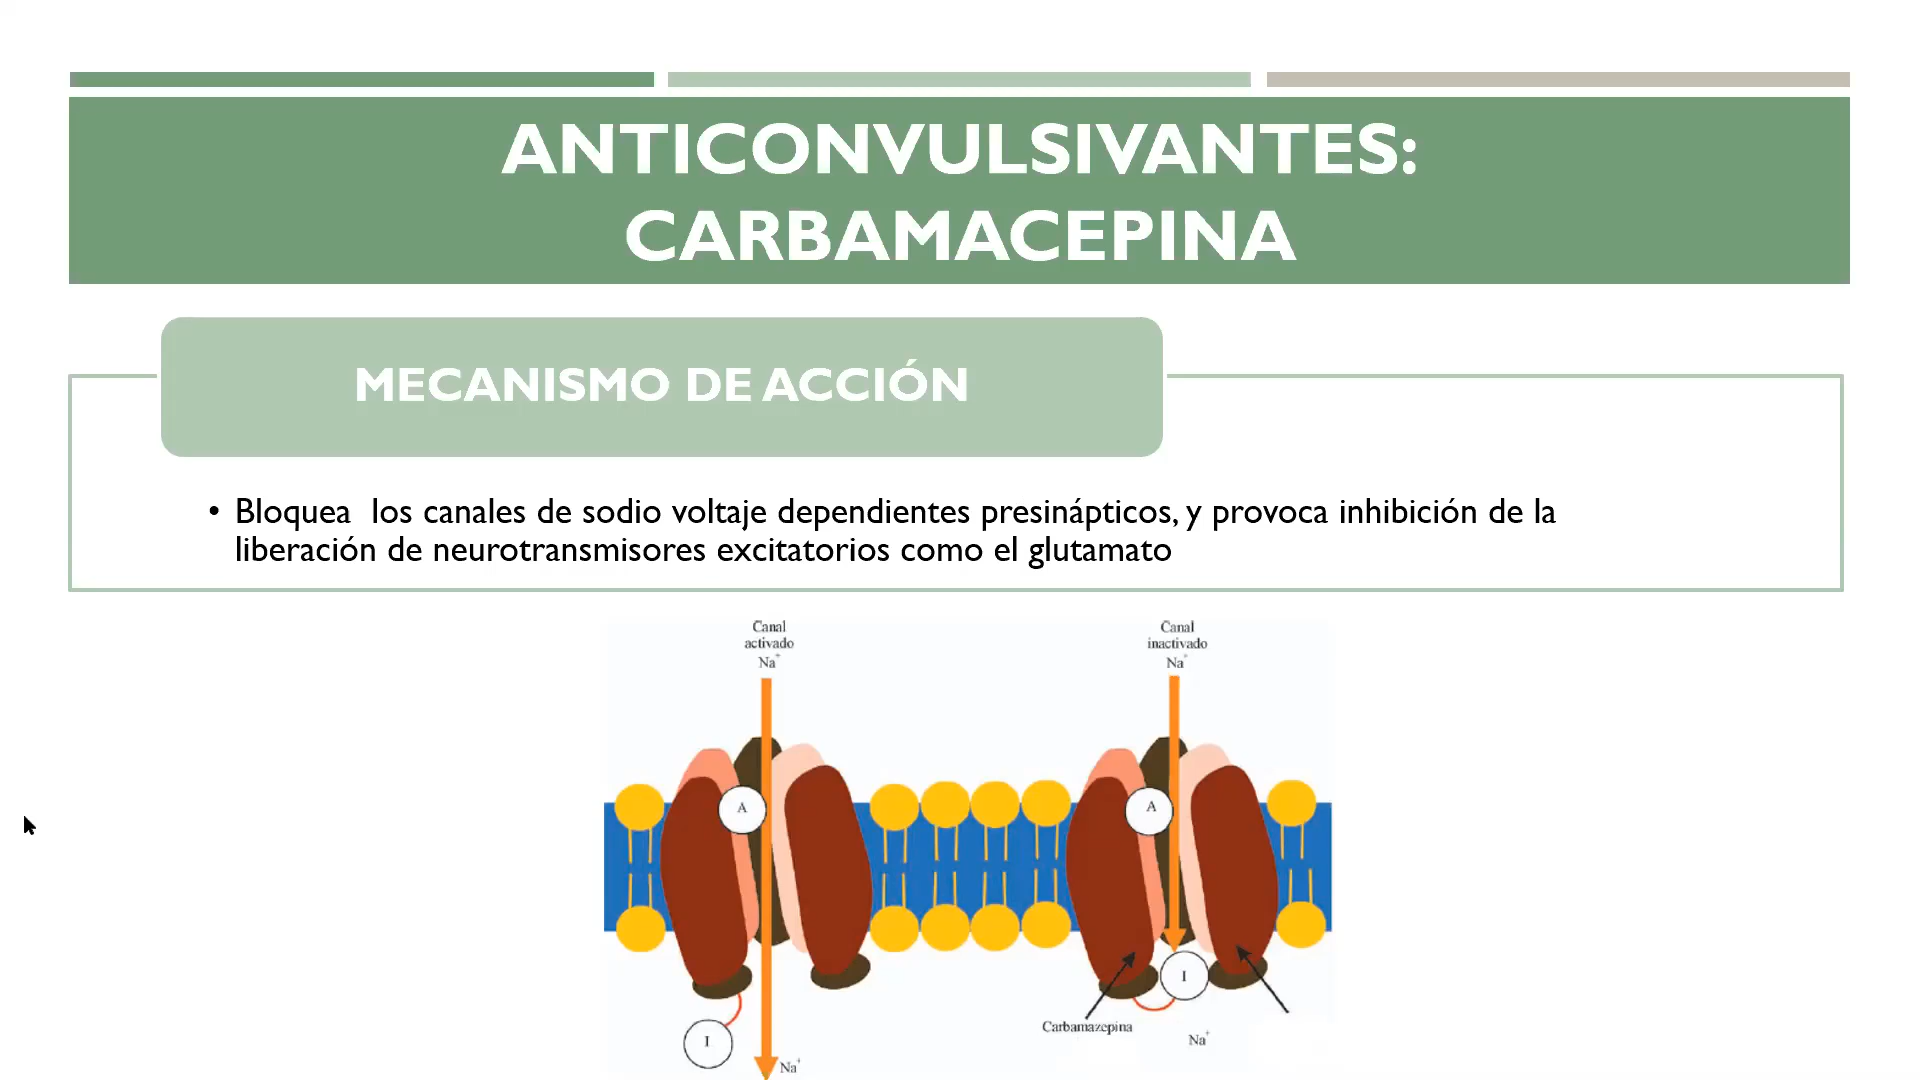 ANTICONVULSIVANTES:
CARBAMACEPINA
MECANISMO DE ACCIÓN
• Bloquea los canales de sodio voltaje dependientes presinápticos, y provoca inhibición de la
liberación de neurotransmisores excitatorios como el glutamato
Canal
activado
Na+
Canal
inactivado
Na+
A
A
I
Carbamazepina
Na+
I
Na+